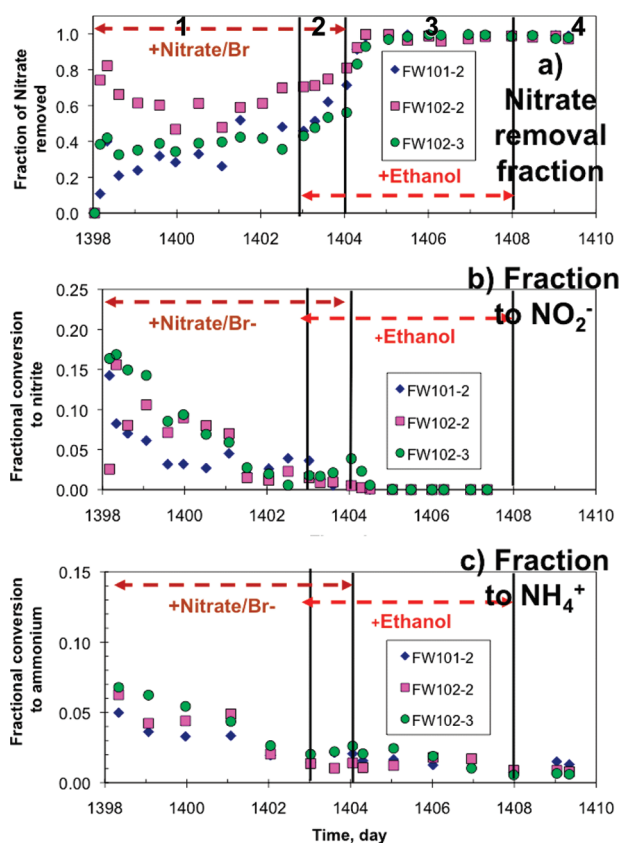 1 2 3 4
+Nitrate/Br
a)
Nitrate
removal
fraction
Fraction of Nitrate
removed
1.0
0.8
0.6
0.4
0.2
0.0
FW101-2
FW102-2
FW102-3
+Ethanol
1398 1400 1402 1404 1406 1408 1410
b) Fraction
to NO₂⁻
Fractional conversion
to nitrite
0.25
0.20
0.15
0.10
0.05
0.00
+Nitrate/Br-
+Ethanol
FW101-2
FW102-2
FW102-3
1398 1400 1402 1404 1406 1408 1410
c) Fraction
to NH₄⁺
Fractional conversion
to ammonium
0.15
0.10
0.05
0.00
+Nitrate/Br-
+Ethanol
FW101-2
FW102-2
FW102-3
1398 1400 1402 1404 1406 1408 1410
Time, day